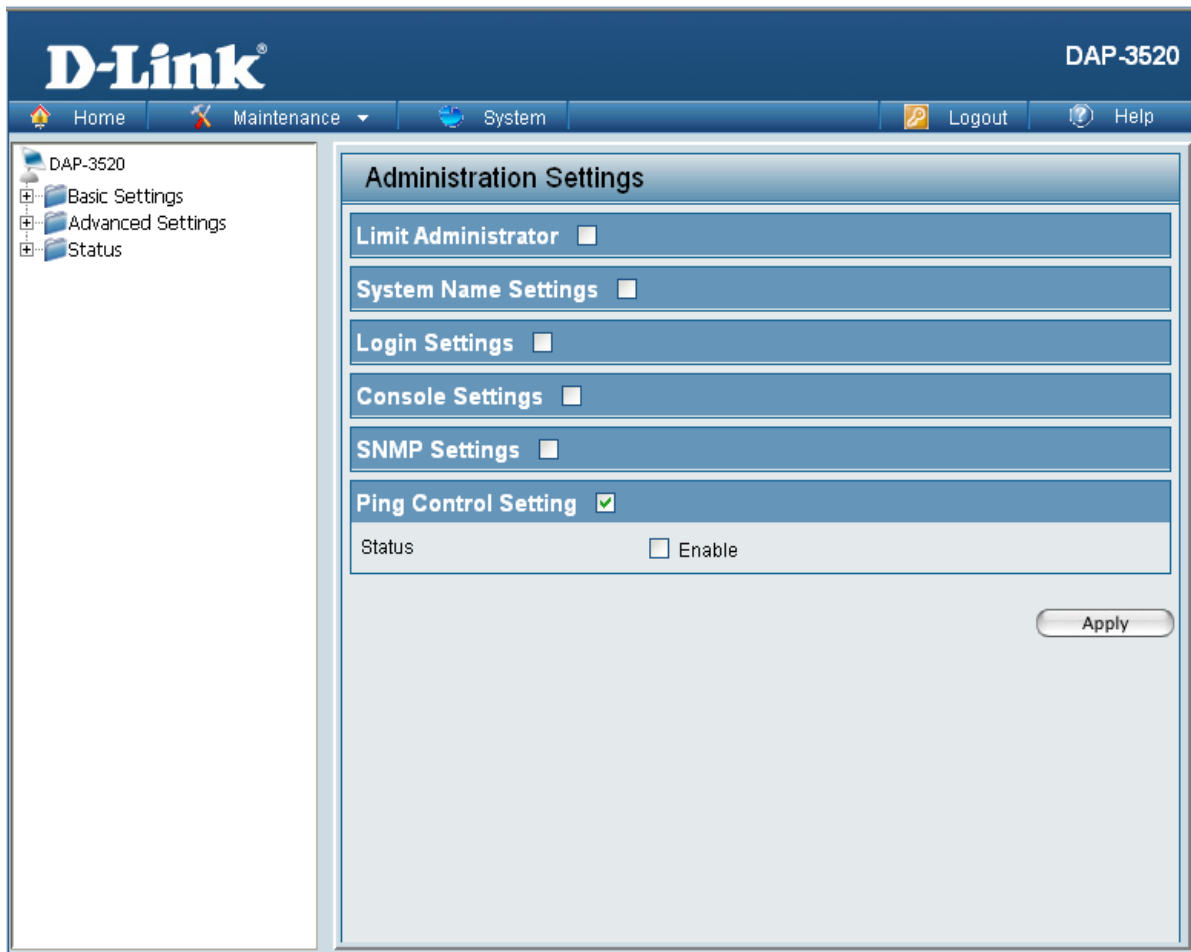 D-Link®
DAP-3520
Home Maintenance System Logout Help
DAP-3520
Basic Settings
Advanced Settings
Status
Administration Settings
Limit Administrator
System Name Settings
Login Settings
Console Settings
SNMP Settings
Ping Control Setting
Status Enable
Apply